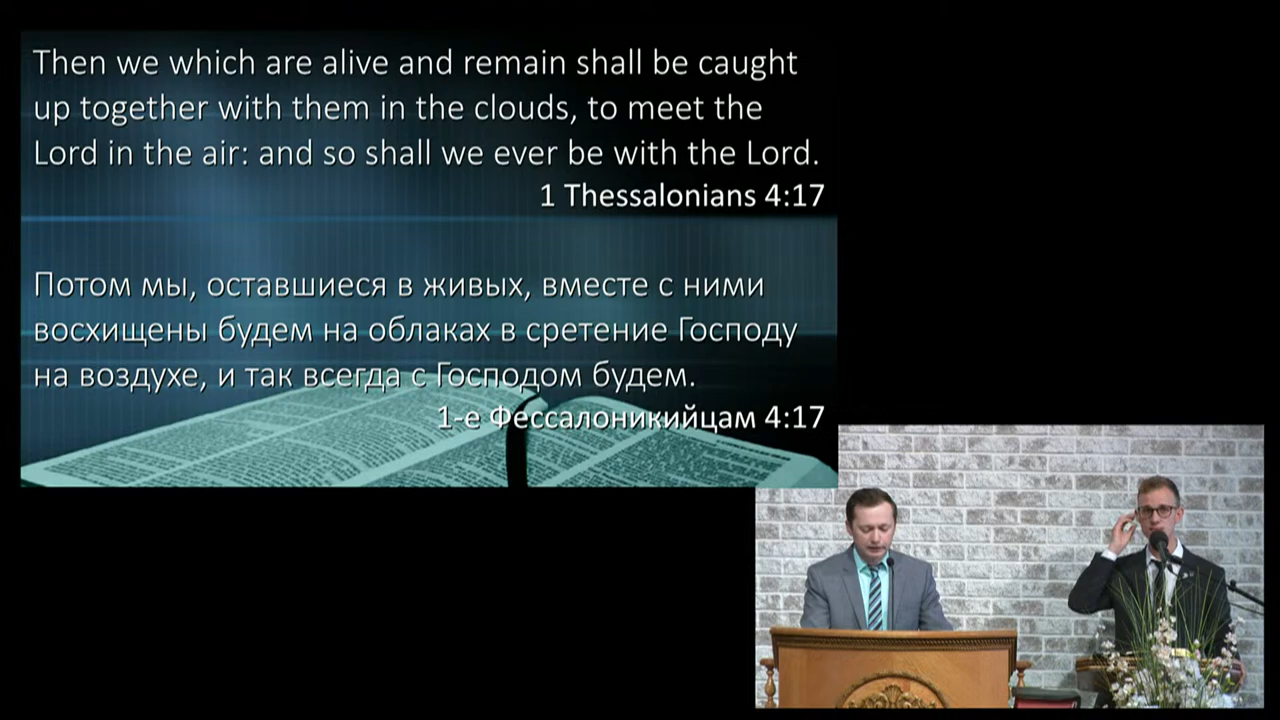 Then we which are alive and remain shall be caught
up together with them in the clouds, to meet the
Lord in the air: and so shall we ever be with the Lord.
1 Thessalonians 4:17
Потом мы, оставшиеся в живых, вместе с ними
восхищены будем на облаках в сретение Господу
на воздухе, и так всегда с Господом будем.
1-е Фессалоникийцам 4:17